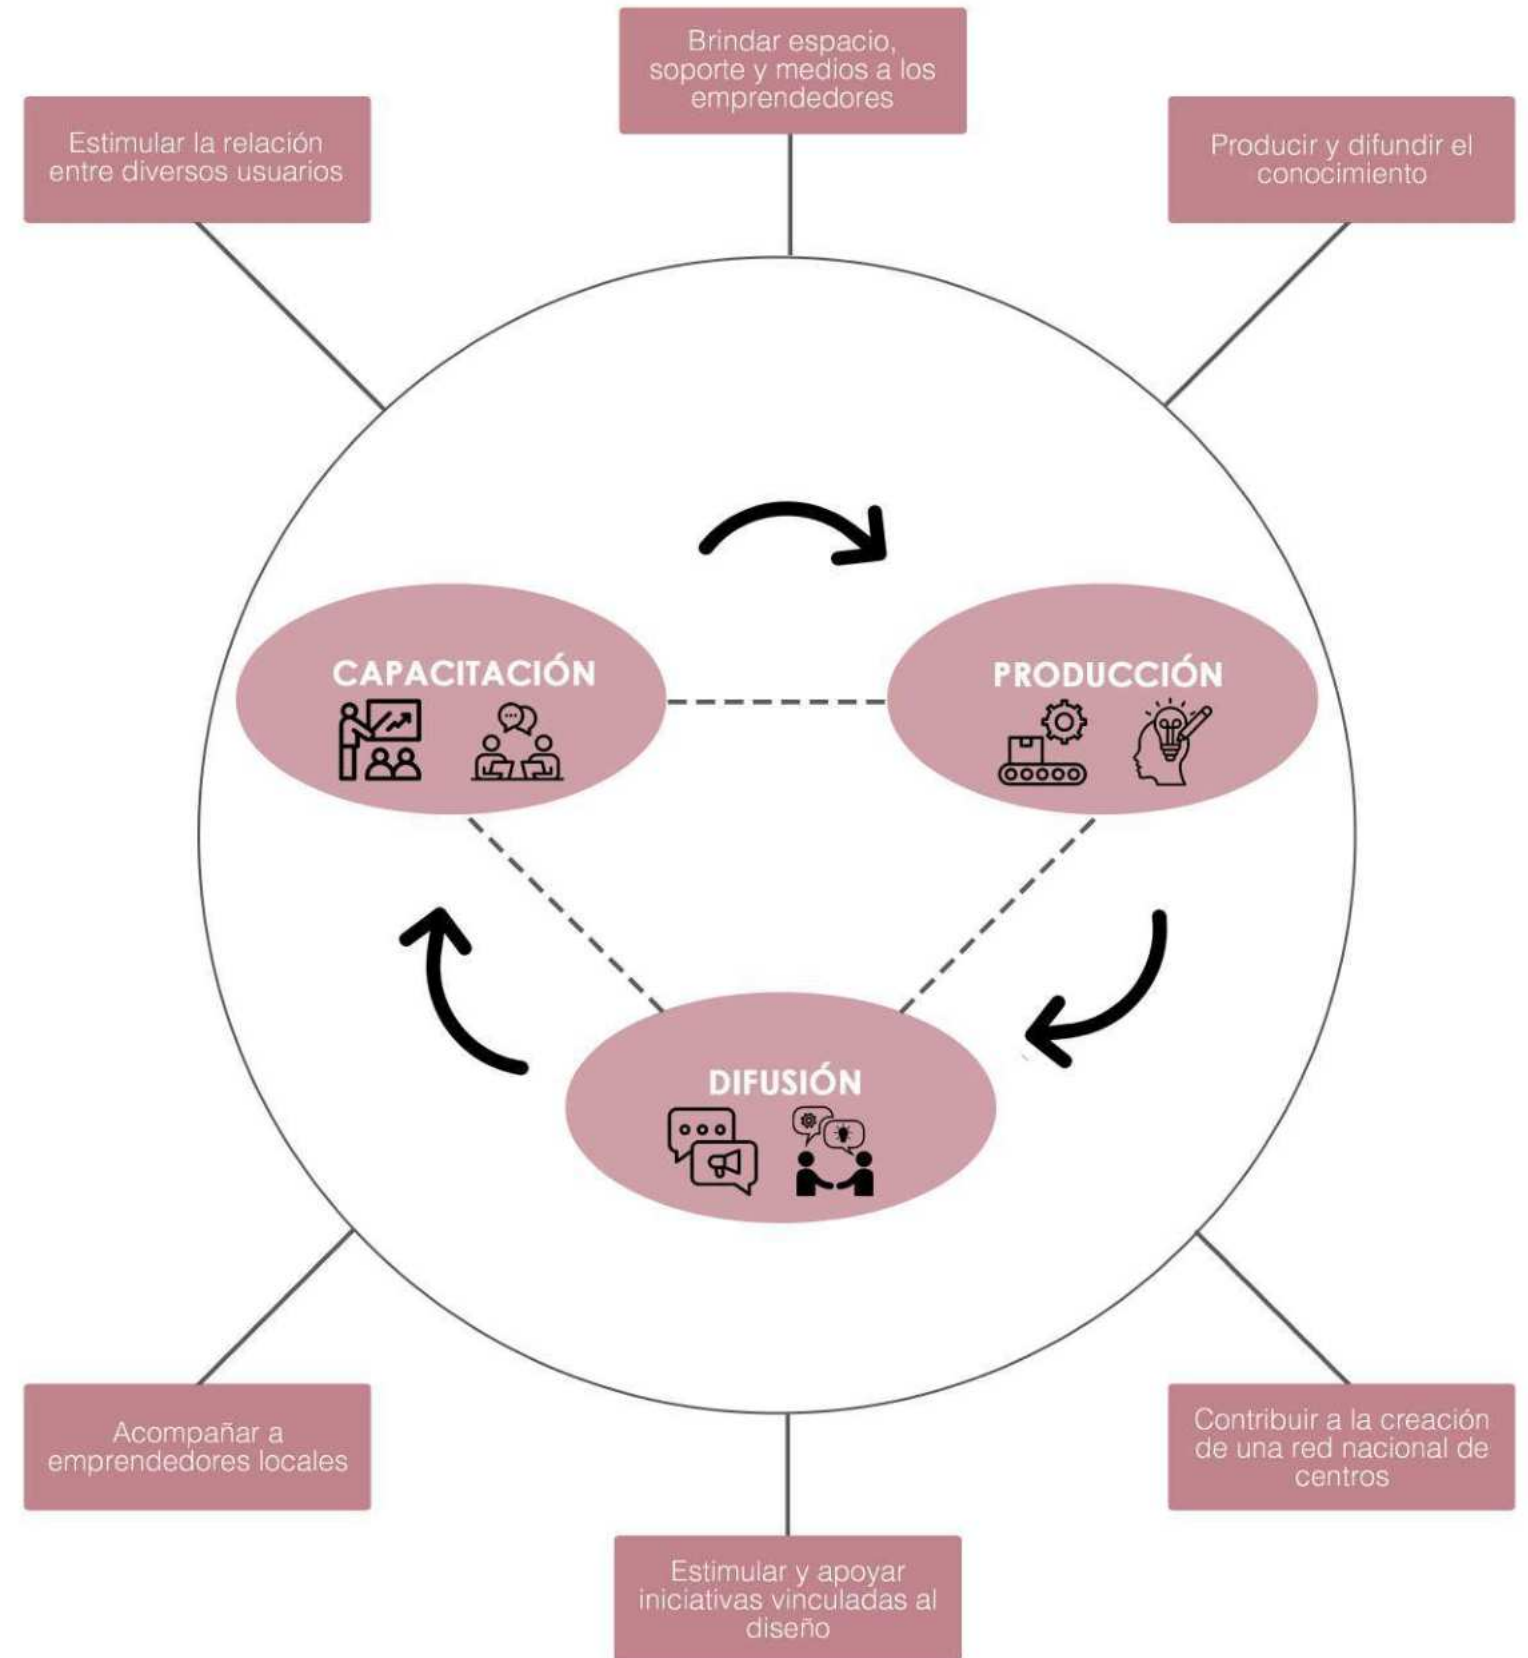 Brindar espacio,
soporte y medios a los
emprendedores
Estimular la relación
entre diversos usuarios
Producir y difundir el
conocimiento
CAPACITACIÓN
PRODUCCIÓN
DIFUSIÓN
Acompañar a
emprendedores locales
Contribuir a la creación
de una red nacional de
centros
Estimular y apoyar
iniciativas vinculadas al
diseño